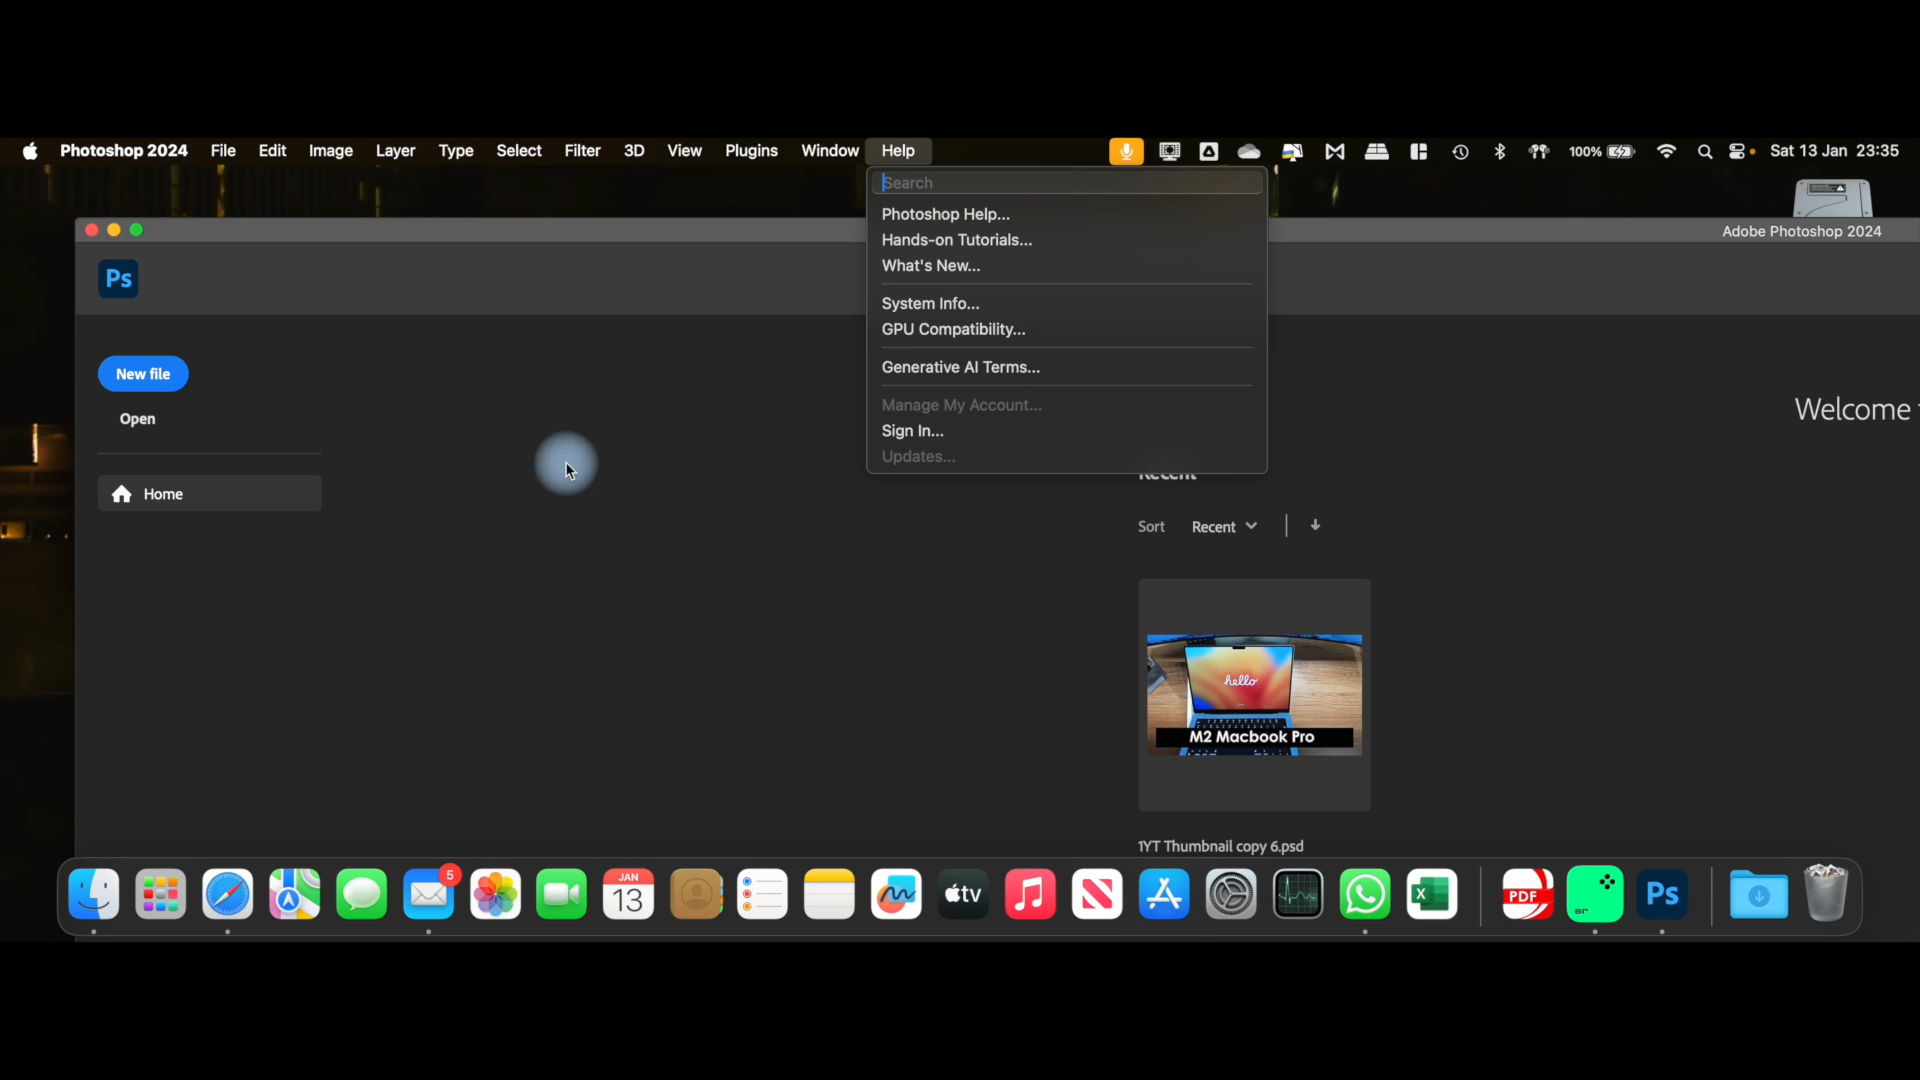 Photoshop 2024 File Edit Image Layer Type Select Filter 3D View Plugins Window Help 100% Sat 13 Jan 23:35
Search
Photoshop Help...
Hands-on Tutorials...
What's New...
System Info...
GPU Compatibility...
Generative AI Terms...
Manage My Account...
Sign In...
Updates...
Adobe Photoshop 2024
Ps
New file
Open
Home
Welcome
Recent
Sort Recent
hello
M2 Macbook Pro
1YT Thumbnail copy 6.psd
5
JAN
13
tv
X
PDF
sr
Ps